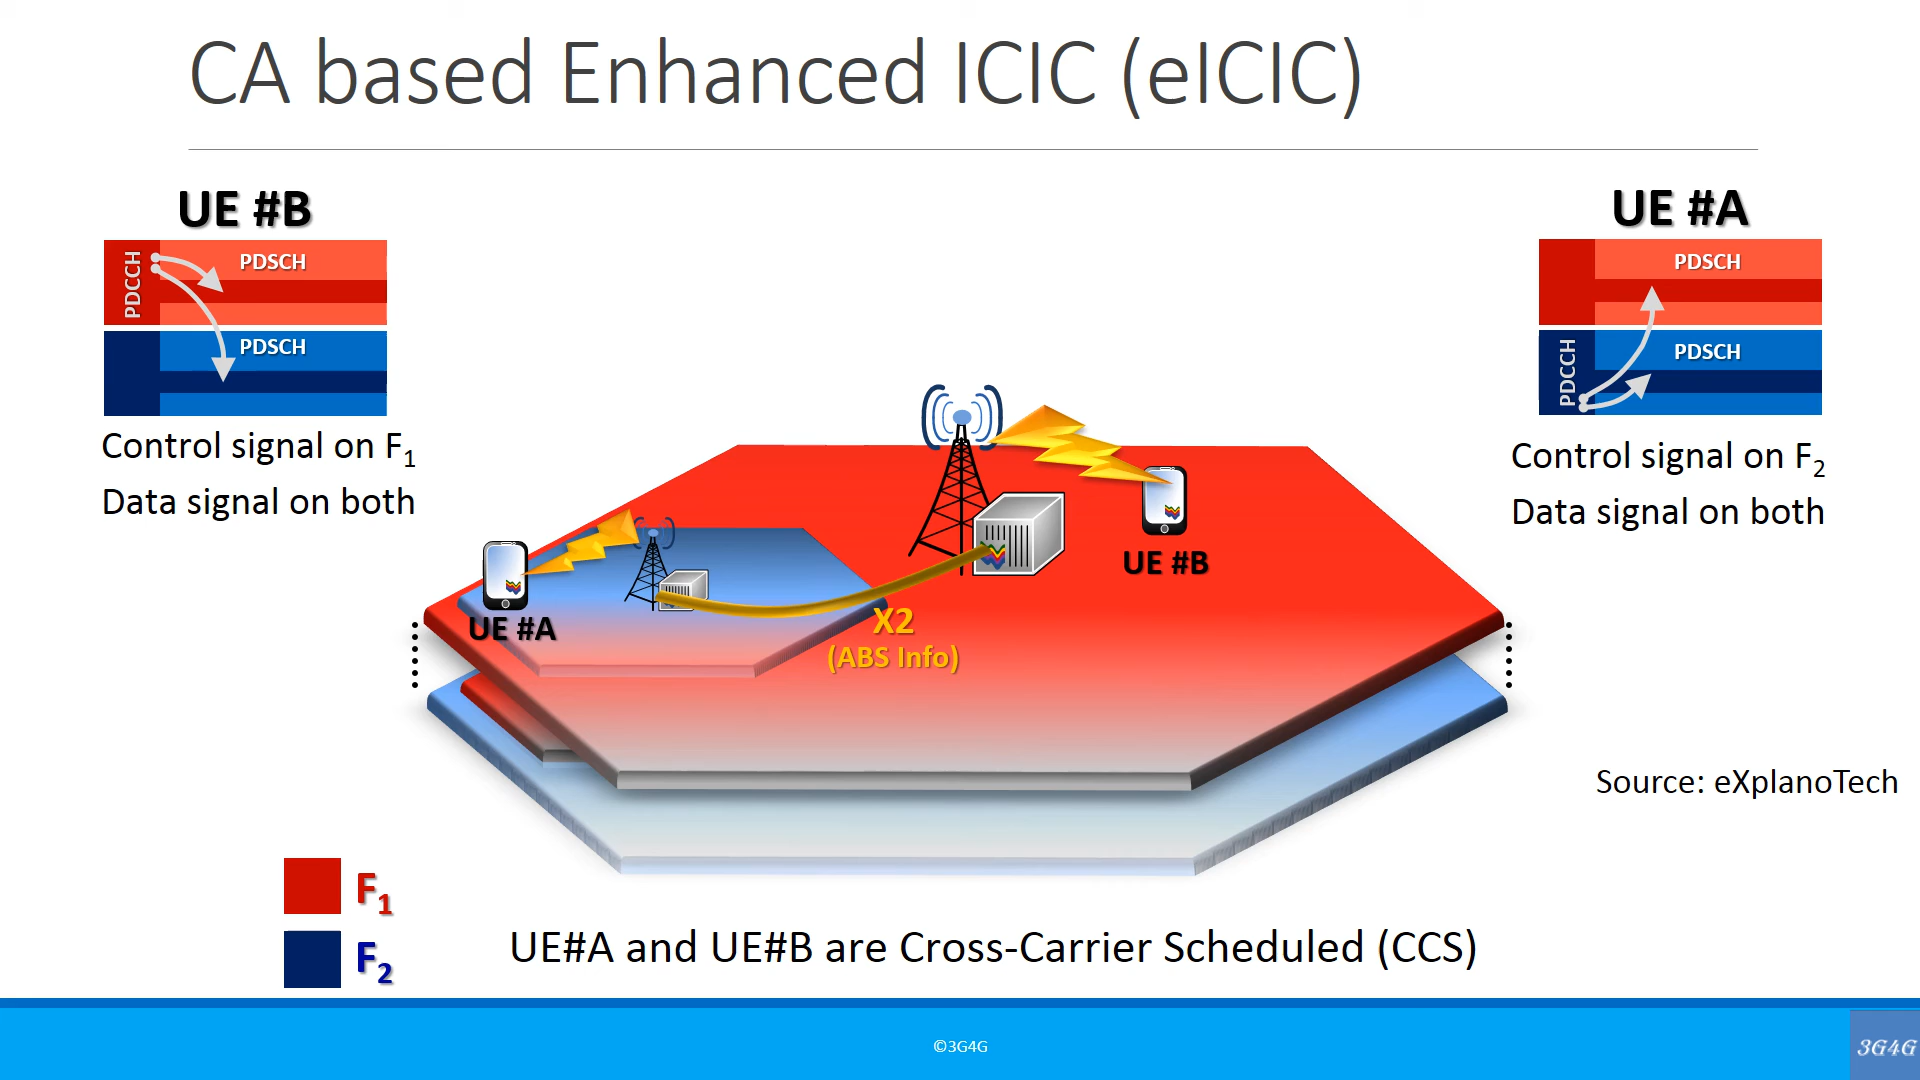 CA based Enhanced ICIC (eICIC)
UE #B
PDCCH
PDSCH
PDSCH
Control signal on F1
Data signal on both
UE #A
PDSCH
PDCCH
PDSCH
Control signal on F2
Data signal on both
UE #B
UE #A
X2
(ABS Info)
Source: eXplanoTech
F1
F2
UE#A and UE#B are Cross-Carrier Scheduled (CCS)
©3G4G
3G4G